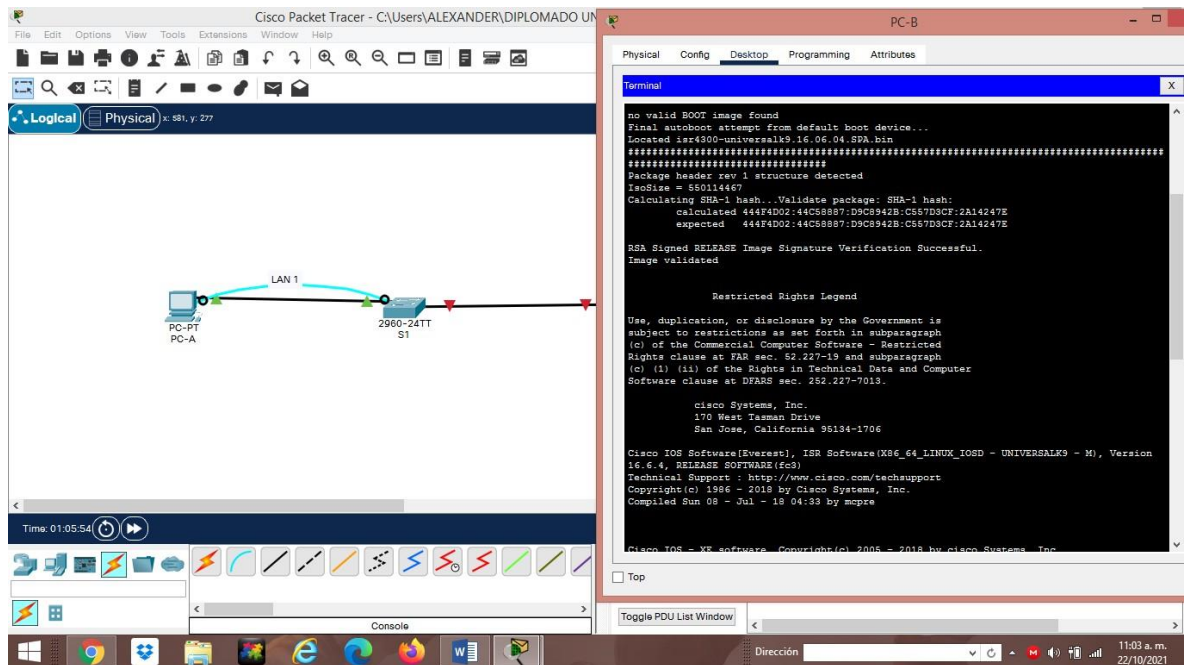 Cisco Packet Tracer - C:\Users\ALEXANDER\DIPLOMADO UN
File Edit Options View Tools Extensions Window Help
Logical Physical x: 581, y: 277
LAN 1
PC-PT
PC-A
2960-24TT
S1
Time: 01:05:54
Console
PC-B
Physical Config Desktop Programming Attributes
Terminal X
no valid BOOT image found
Final autoboot attempt from default boot device...
Located isr4300-universalk9.16.06.04.SPA.bin
##########################################################################################
##################################
Package header rev 1 structure detected
IsoSize = 550114467
Calculating SHA-1 hash...Validate package: SHA-1 hash:
calculated 444F4D02:44C58887:D9C8942B:C557D3CF:2A14247E
expected 444F4D02:44C58887:D9C8942B:C557D3CF:2A14247E
RSA Signed RELEASE Image Signature Verification Successful.
Image validated
Restricted Rights Legend
Use, duplication, or disclosure by the Government is
subject to restrictions as set forth in subparagraph
(c) of the Commercial Computer Software - Restricted
Rights clause at FAR sec. 52.227-19 and subparagraph
(c) (1) (ii) of the Rights in Technical Data and Computer
Software clause at DFARS sec. 252.227-7013.
cisco Systems, Inc.
170 West Tasman Drive
San Jose, California 95134-1706
Cisco IOS Software[Everest], ISR Software(X86_64_LINUX_IOSD - UNIVERSALK9 - M), Version
16.6.4, RELEASE SOFTWARE(fc3)
Technical Support : http://www.cisco.com/techsupport
Copyright(c) 1986 - 2018 by Cisco Systems, Inc.
Compiled Sun 08 - Jul - 18 04:33 by mcpre
Cisco IOS - XE software, Copyright(c) 2005 - 2018 by cisco Systems, Inc.
Top
Toggle PDU List Window
Dirección
11:03 a. m.
22/10/2021